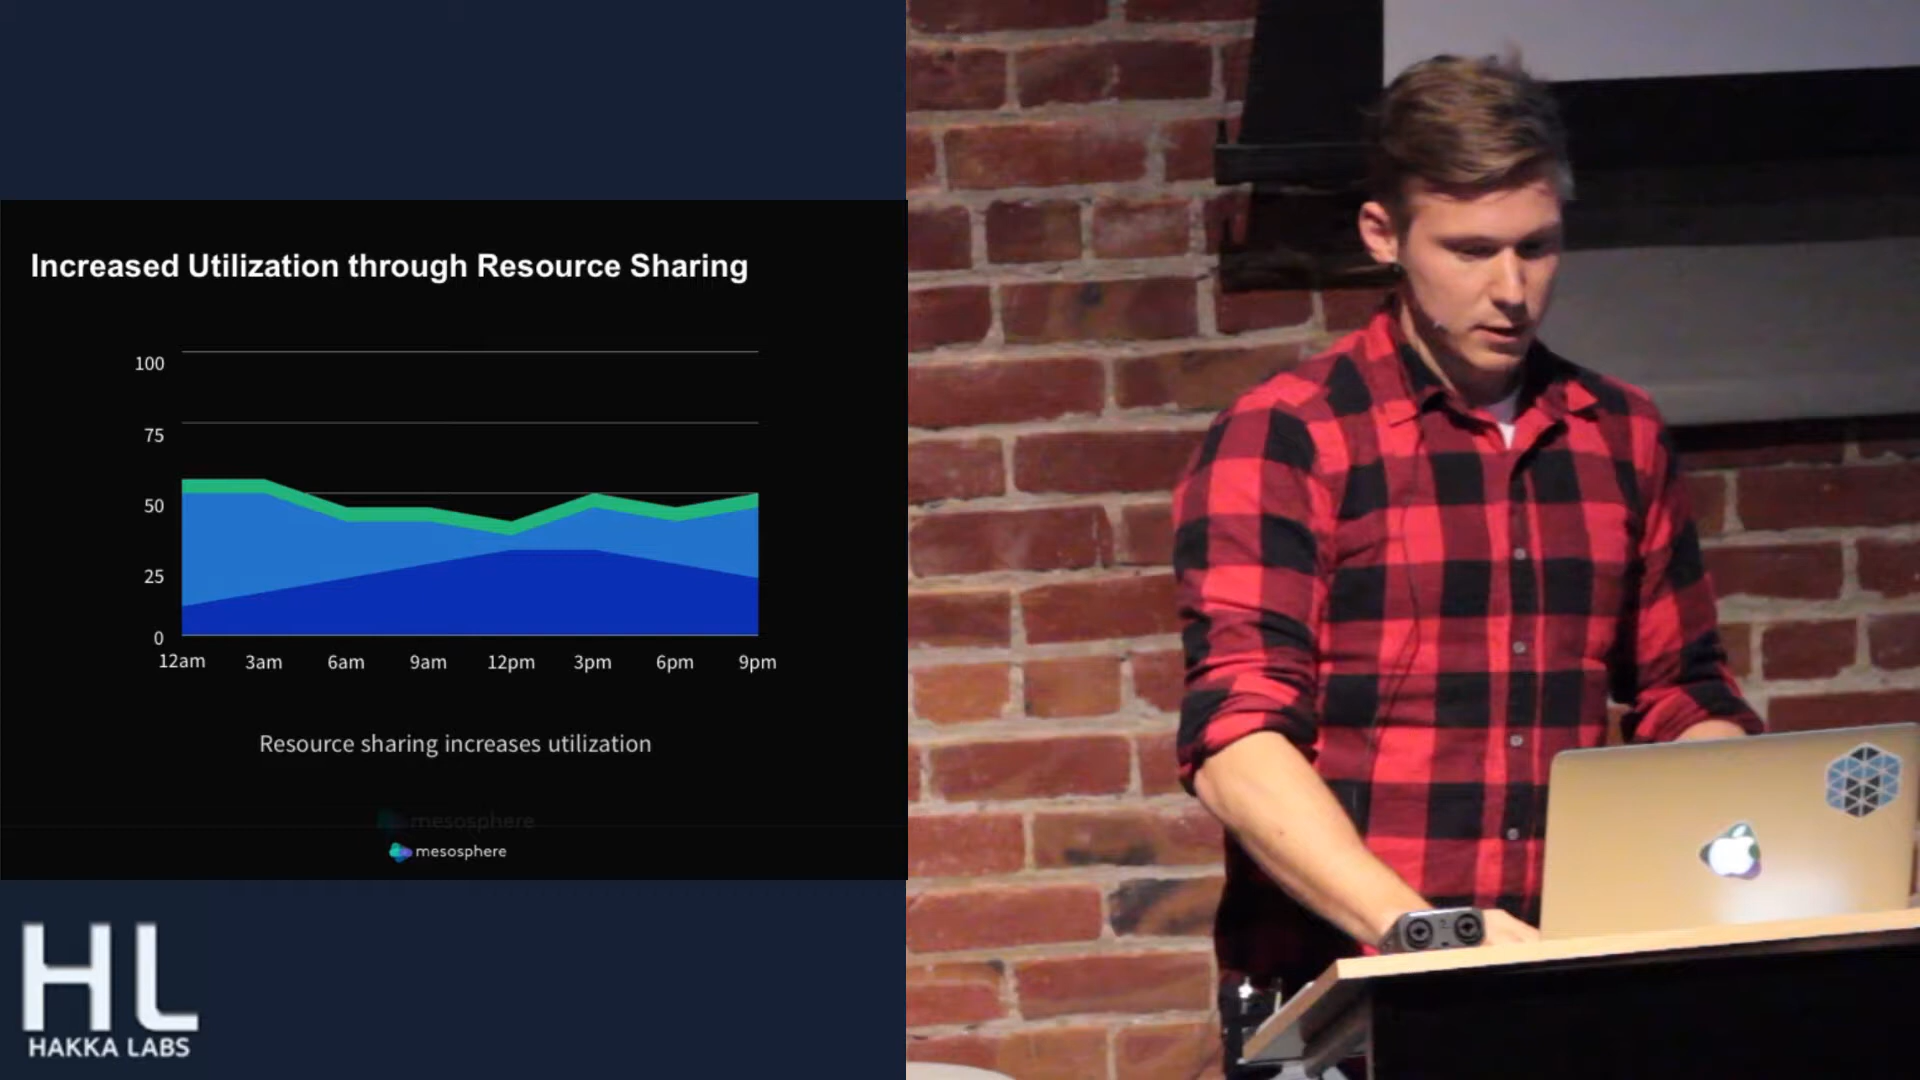 Increased Utilization through Resource Sharing
100
75
50
25
0
12am 3am 6am 9am 12pm 3pm 6pm 9pm
Resource sharing increases utilization
mesosphere
mesosphere
HL
HAKKA LABS